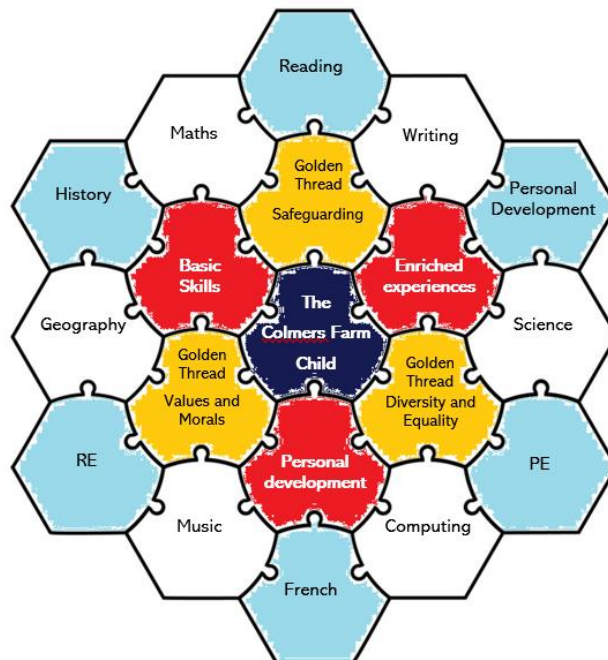 Reading
Maths
Writing
History
Golden
Thread
Safeguarding
Personal
Development
Basic
Skills
Enriched
experiences
The
Colmers Farm
Child
Geography
Science
Golden
Thread
Values and
Morals
Golden
Thread
Diversity and
Equality
RE
Personal
development
PE
Music
Computing
French